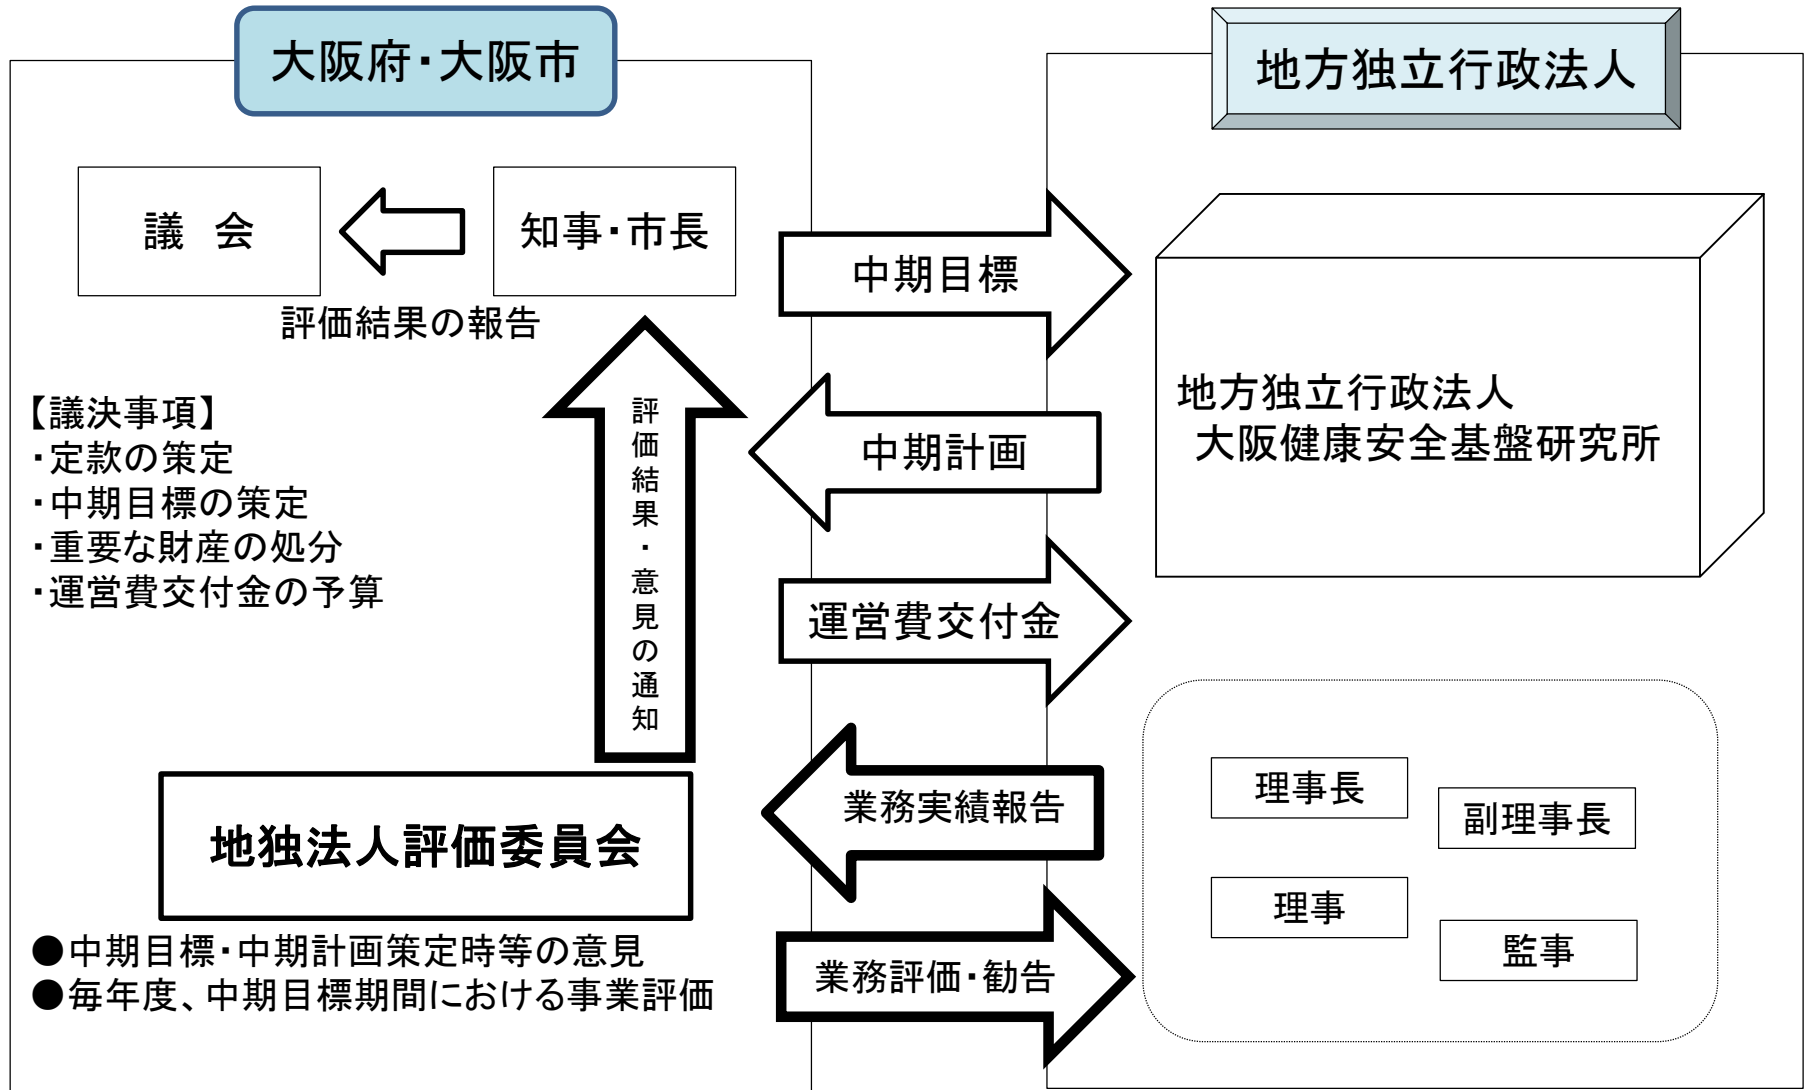 大阪府・大阪市
地方独立行政法人
議　会
知事・市長
評価結果の報告
【議決事項】
・定款の策定
・中期目標の策定
・重要な財産の処分
・運営費交付金の予算
評価結果・意見の通知
地独法人評価委員会
●中期目標・中期計画策定時等の意見
●毎年度、中期目標期間における事業評価
中期目標
中期計画
運営費交付金
業務実績報告
業務評価・勧告
地方独立行政法人
大阪健康安全基盤研究所
理事長
副理事長
理事
監事